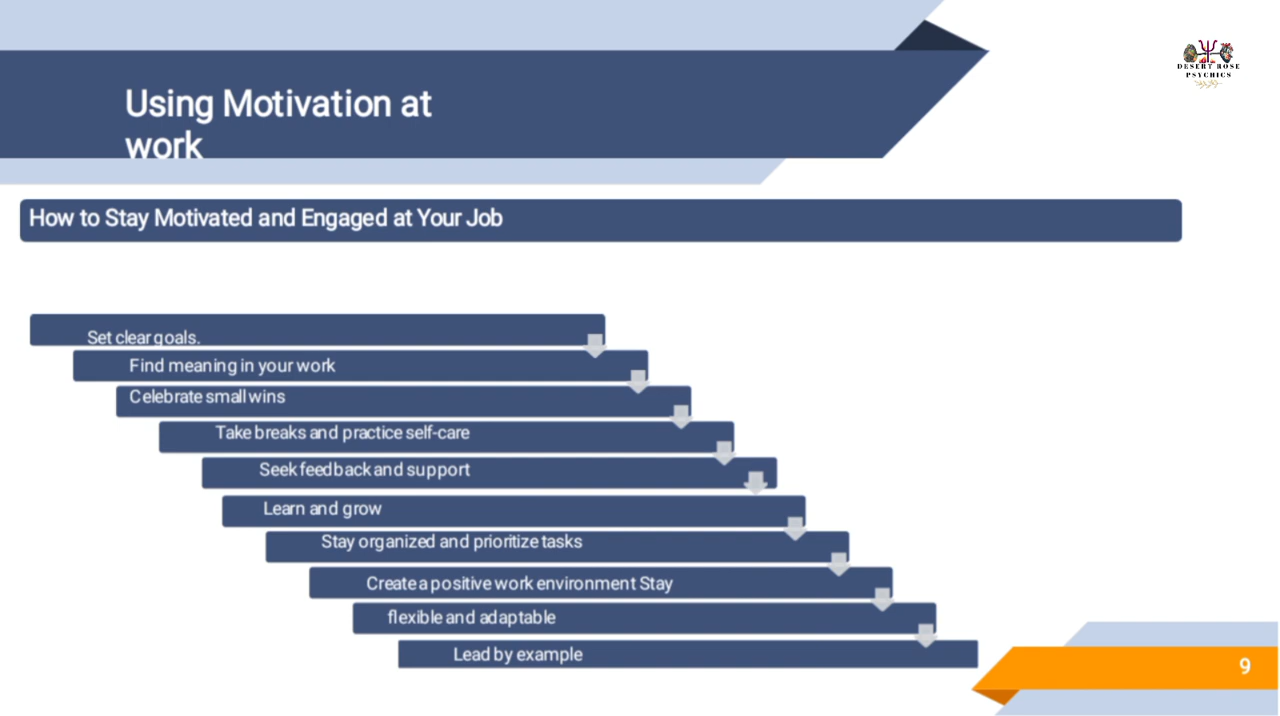 DESERT ROSE
PSYCHICS
Using Motivation at
work
How to Stay Motivated and Engaged at Your Job
Set clear goals.
Find meaning in your work
Celebrate small wins
Take breaks and practice self-care
Seek feedback and support
Learn and grow
Stay organized and prioritize tasks
Create a positive work environment Stay
flexible and adaptable
Lead by example
9